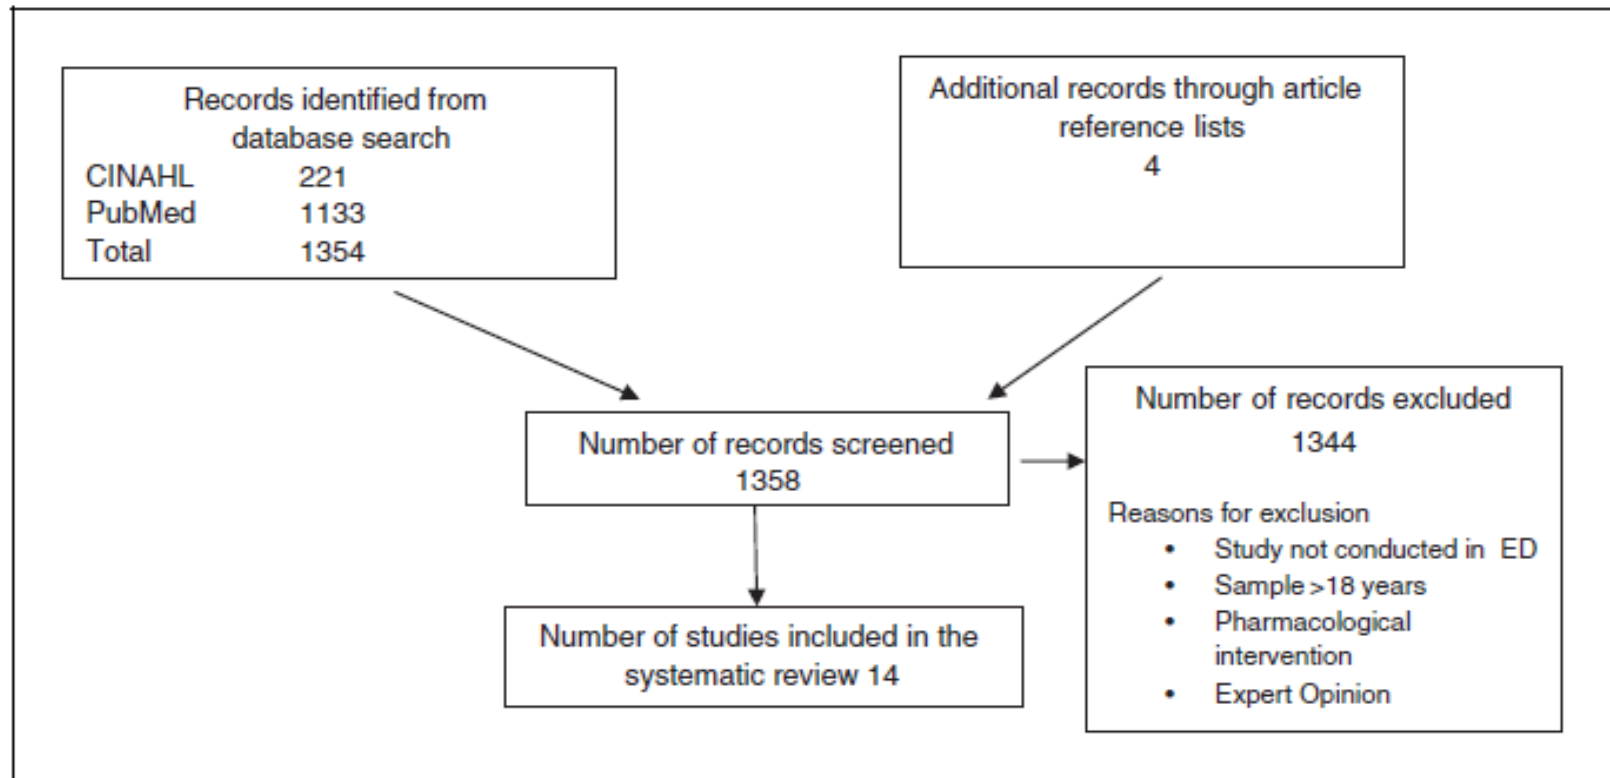 Records identified from
database search
CINAHL 221
PubMed 1133
Total 1354
Additional records through article
reference lists
4
Number of records screened
1358
Number of records excluded
1344
Reasons for exclusion
• Study not conducted in ED
• Sample >18 years
• Pharmacological
intervention
• Expert Opinion
Number of studies included in the
systematic review 14